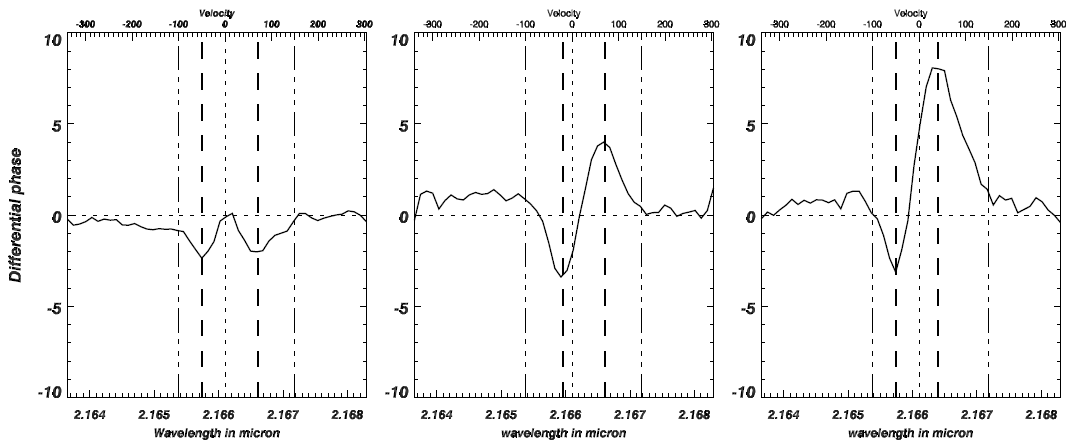 Velocity Velocity Velocity
-300 -200 -100 0 100 200 300 -300 -200 -100 0 100 200 300 -300 -200 -100 0 100 200 300
10 10 10
5 5 5
Differential phase
0 0 0
-5 -5 -5
-10 -10 -10
2.164 2.165 2.166 2.167 2.168 2.164 2.165 2.166 2.167 2.168 2.164 2.165 2.166 2.167 2.168
Wavelength in micron wavelength in micron wavelength in micron